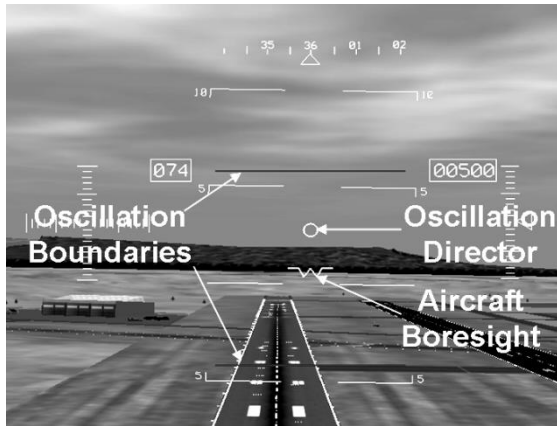 35 36 01 02
10 10
074 00500
5 5
Oscillation Boundaries
Oscillation Director
Aircraft Boresight
5 5